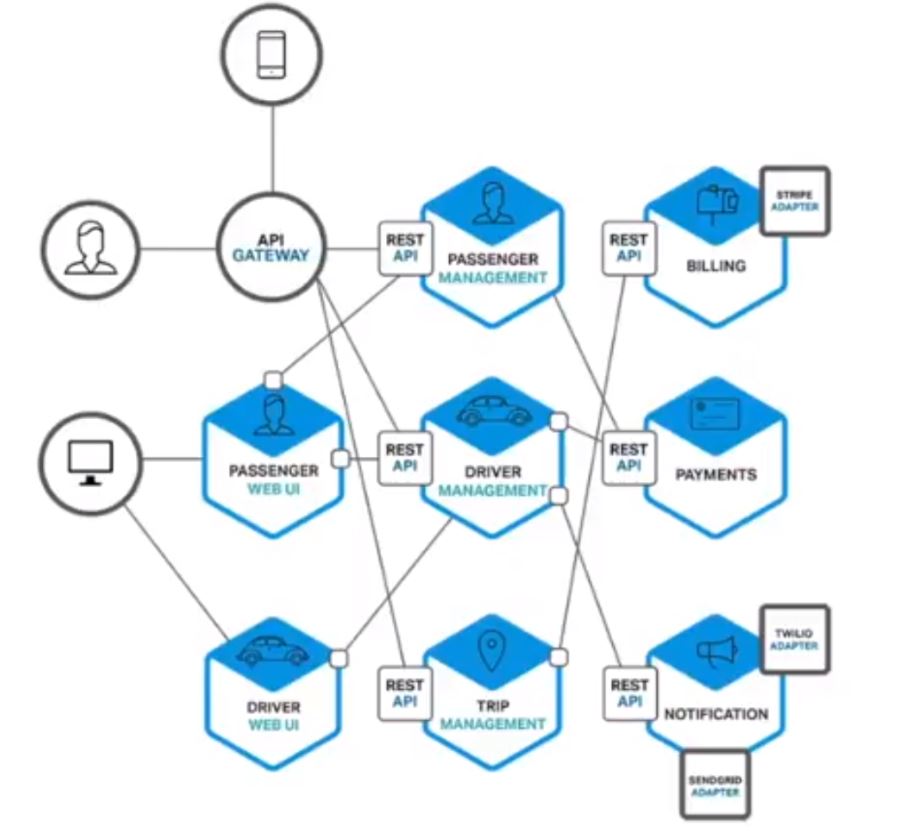 API
GATEWAY
REST
API
PASSENGER
MANAGEMENT
REST
API
BILLING
STRIPE
ADAPTER
PASSENGER
WEB UI
REST
API
DRIVER
MANAGEMENT
REST
API
PAYMENTS
DRIVER
WEB UI
REST
API
TRIP
MANAGEMENT
REST
API
NOTIFICATION
TWILIO
ADAPTER
SENDGRID
ADAPTER